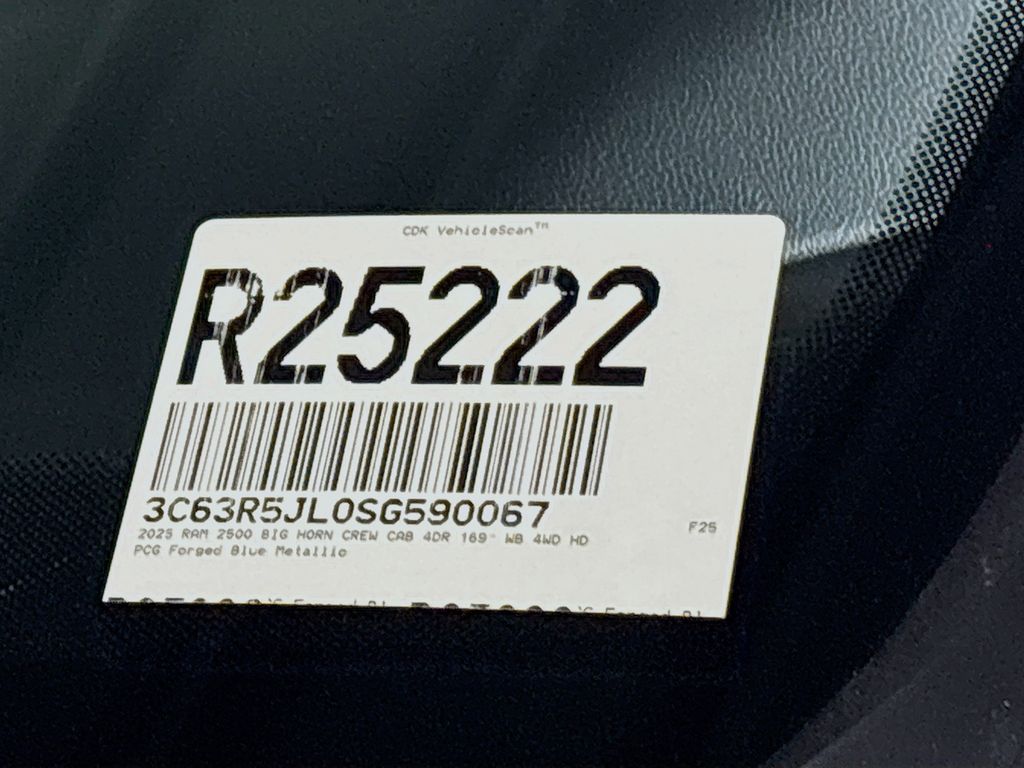 CDK VehicleScan™
R25222
3C63R5JL0SG590067
2025 RAM 2500 BIG HORN CREW CAB 4DR 169" WB 4WD HD
F25
PCG Forged Blue Metallic